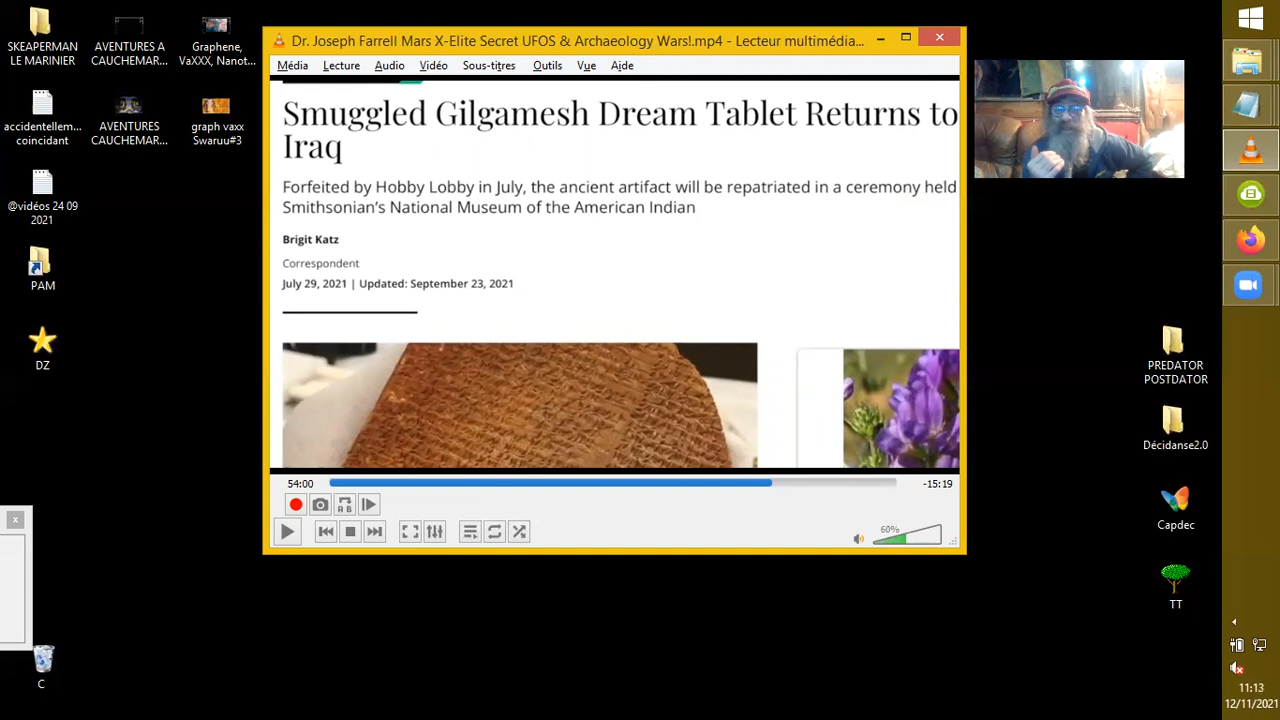 SKEAPERMAN
LE MARINIER
AVENTURES A
CAUCHEMAR...
Graphene,
VaXXX, Nanot...
accidentellem...
coincidant
AVENTURES
CAUCHEMAR...
graph vaxx
Swaruu#3
@vidéos 24 09
2021
PAM
DZ
x
C
Dr. Joseph Farrell Mars X-Elite Secret UFOS & Archaeology Wars!.mp4 - Lecteur multimédia...
Média Lecture Audio Vidéo Sous-titres Outils Vue Aide
Smuggled Gilgamesh Dream Tablet Returns to
Iraq
Forfeited by Hobby Lobby in July, the ancient artifact will be repatriated in a ceremony held
Smithsonian's National Museum of the American Indian
Brigit Katz
Correspondent
July 29, 2021 | Updated: September 23, 2021
54:00
-15:19
A B
60%
PREDATOR
POSTDATOR
Décidanse2.0
Capdec
TT
11:13
12/11/2021